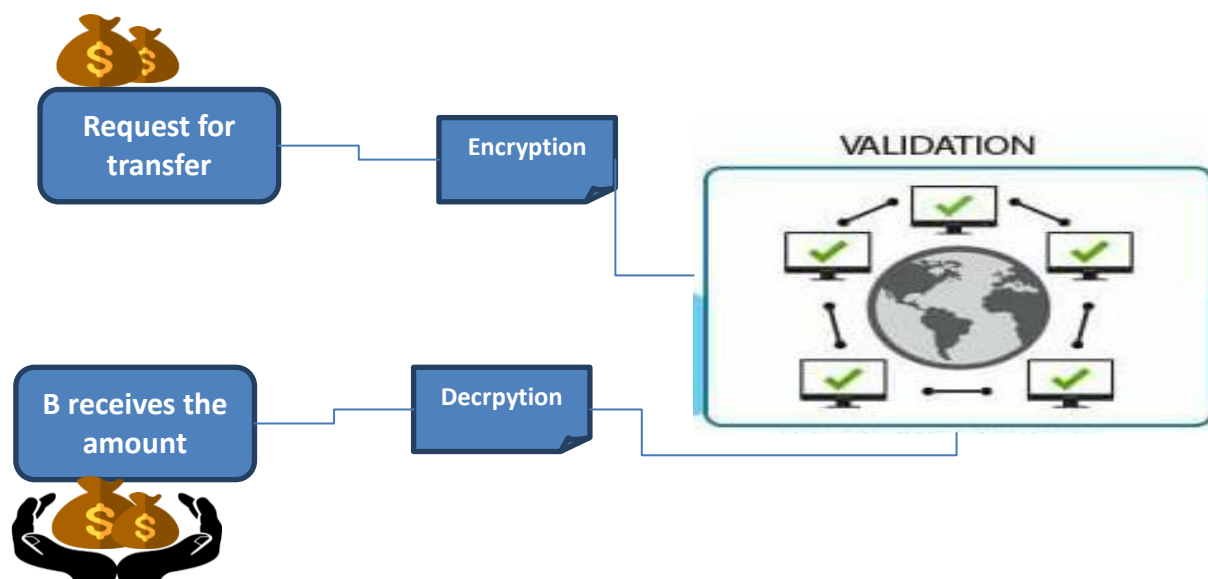 $ $
Request for
transfer
Encryption
VALIDATION
B receives the
amount
Decrpytion
$ $